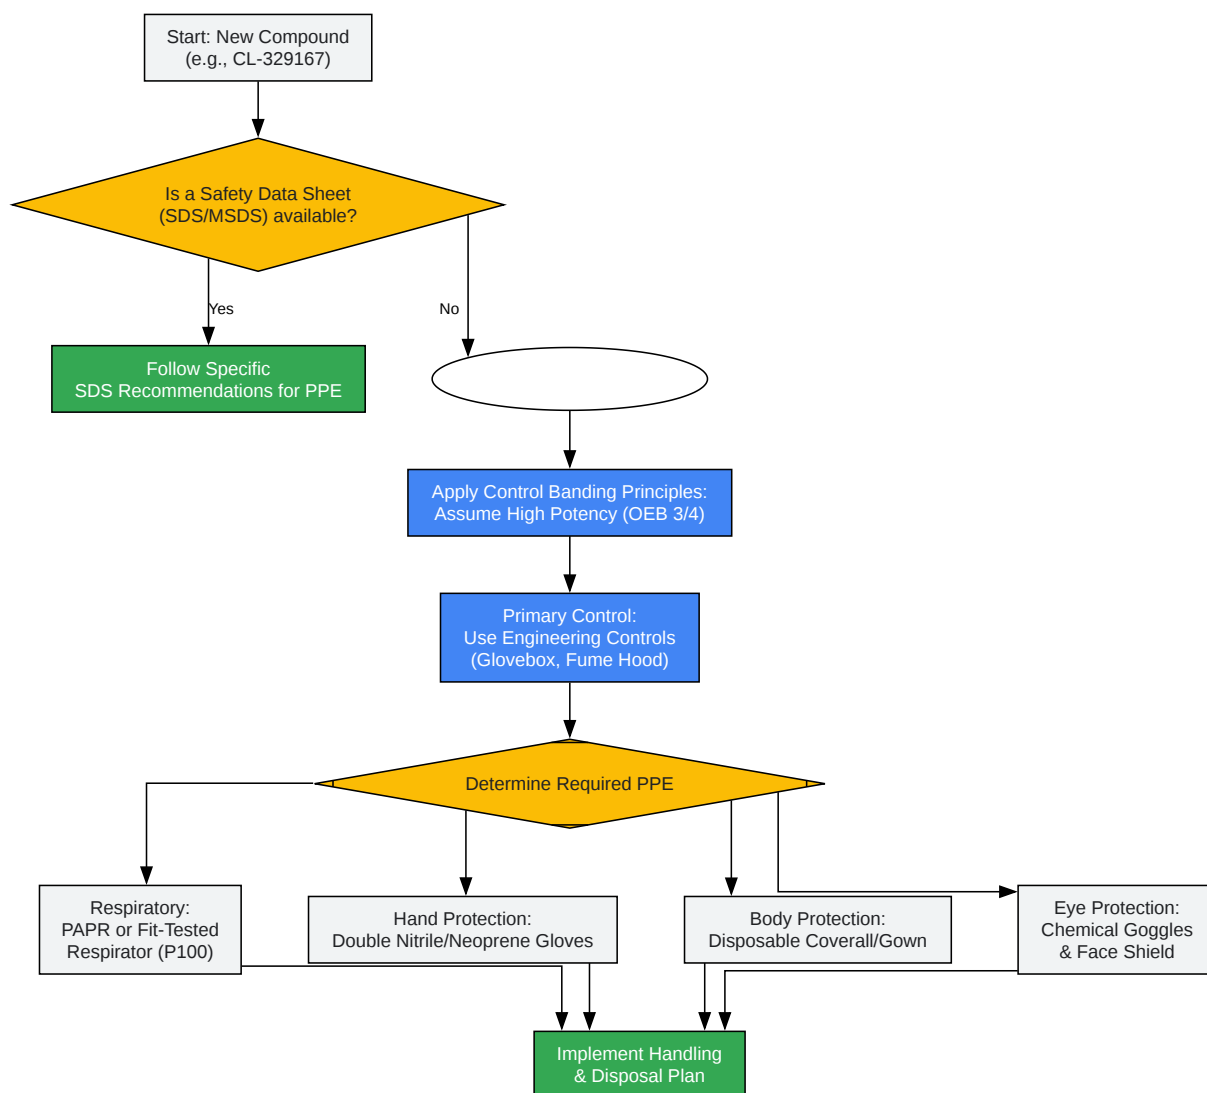 Start: New Compound
(e.g., CL-329167)
Is a Safety Data Sheet
(SDS/MSDS) available?
Yes
No
Follow Specific
SDS Recommendations for PPE
Apply Control Banding Principles:
Assume High Potency (OEB 3/4)
Primary Control:
Use Engineering Controls
(Glovebox, Fume Hood)
Determine Required PPE
Respiratory:
PAPR or Fit-Tested
Respirator (P100)
Hand Protection:
Double Nitrile/Neoprene Gloves
Body Protection:
Disposable Coverall/Gown
Eye Protection:
Chemical Goggles
& Face Shield
Implement Handling
& Disposal Plan